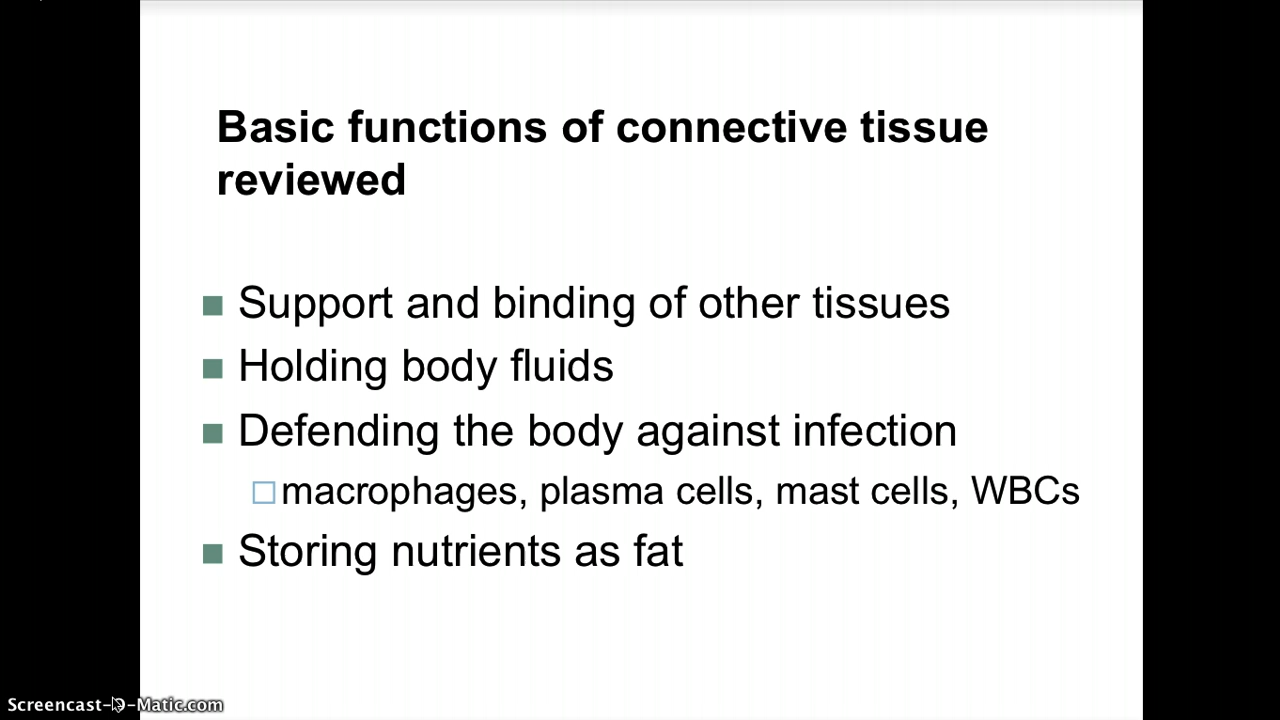 Basic functions of connective tissue
reviewed
Support and binding of other tissues
Holding body fluids
Defending the body against infection
macrophages, plasma cells, mast cells, WBCs
Storing nutrients as fat
Screencast-O-Matic.com